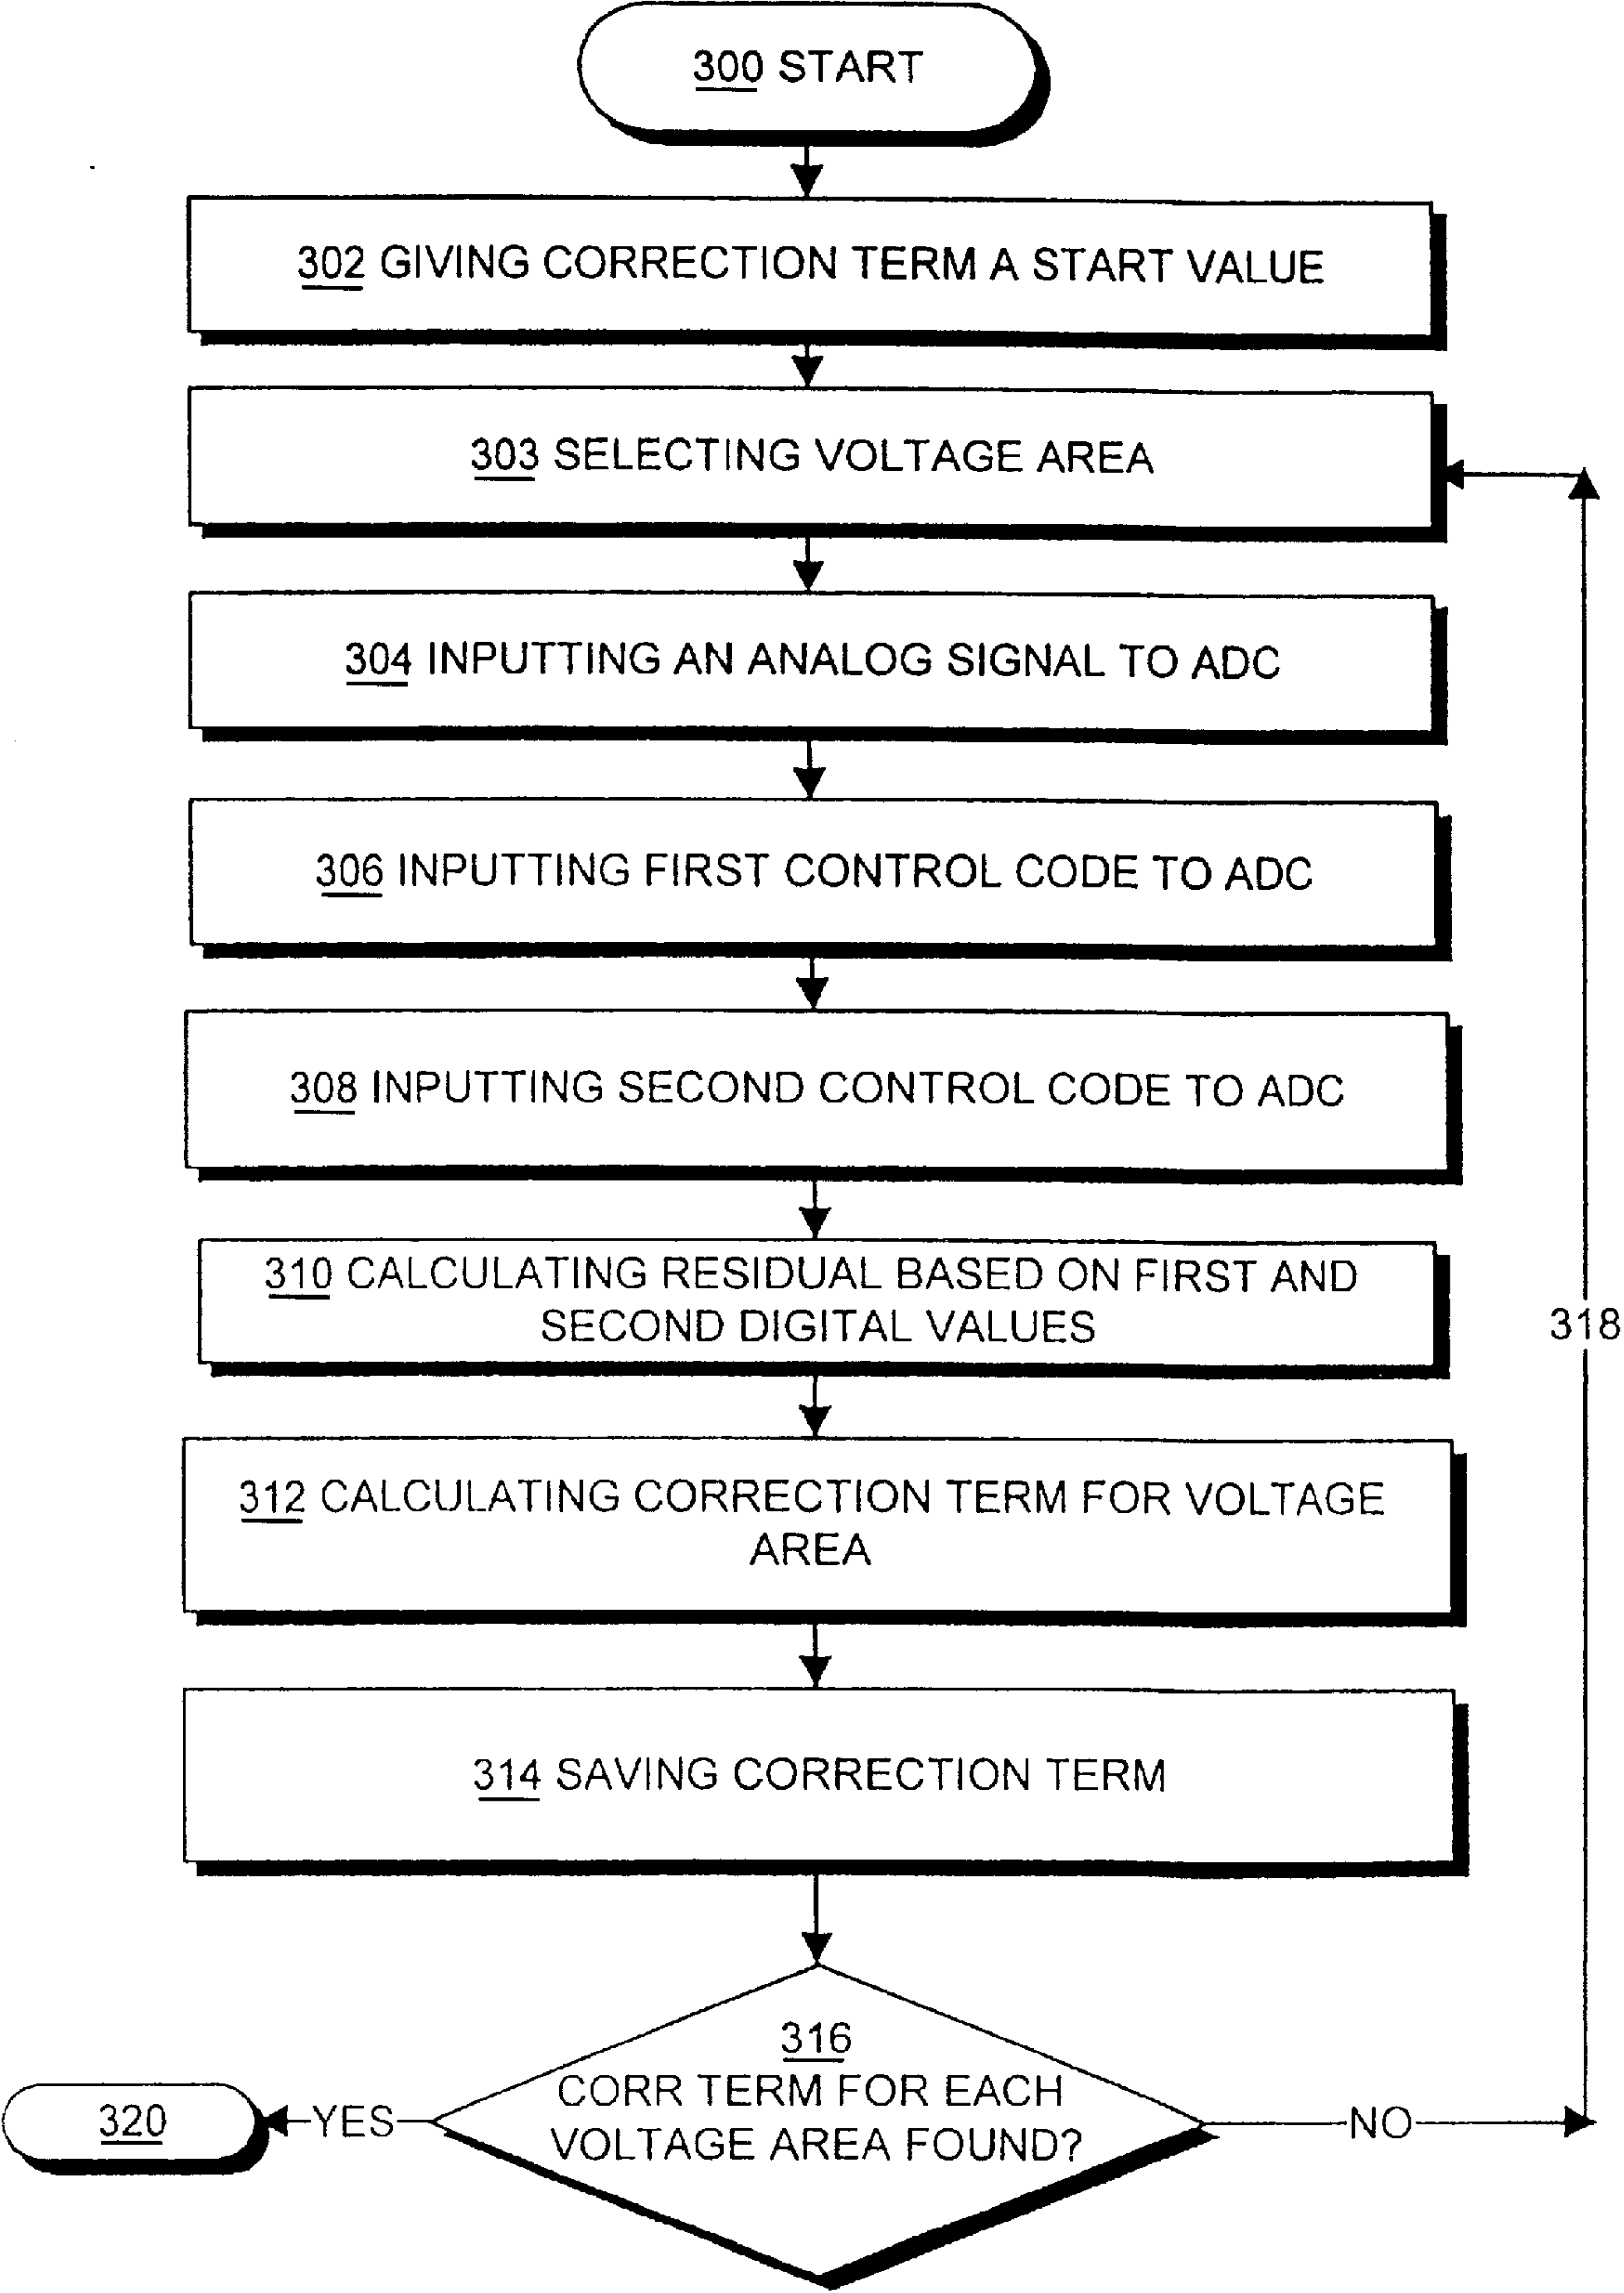 300 START
302 GIVING CORRECTION TERM A START VALUE
303 SELECTING VOLTAGE AREA
304 INPUTTING AN ANALOG SIGNAL TO ADC
306 INPUTTING FIRST CONTROL CODE TO ADC
308 INPUTTING SECOND CONTROL CODE TO ADC
310 CALCULATING RESIDUAL BASED ON FIRST AND
SECOND DIGITAL VALUES
318
312 CALCULATING CORRECTION TERM FOR VOLTAGE
AREA
314 SAVING CORRECTION TERM
316
CORR TERM FOR EACH
VOLTAGE AREA FOUND?
320
YES
NO